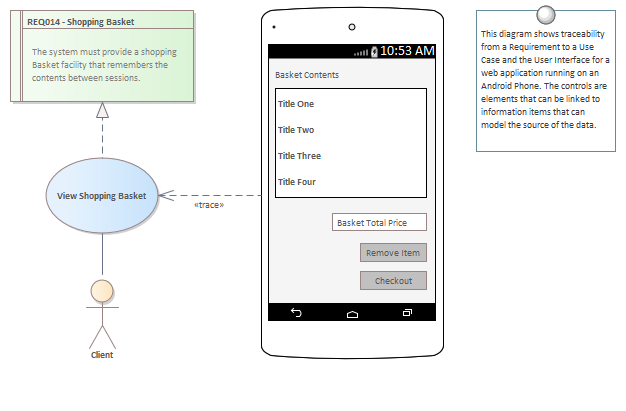 REQ014 - Shopping Basket
The system must provide a shopping
Basket facility that remembers the
contents between sessions.
View Shopping Basket
«trace»
Client
10:53 AM
Basket Contents
Title One
Title Two
Title Three
Title Four
Basket Total Price
Remove Item
Checkout
This diagram shows traceability
from a Requirement to a Use
Case and the User Interface for a
web application running on an
Android Phone. The controls are
elements that can be linked to
information items that can
model the source of the data.